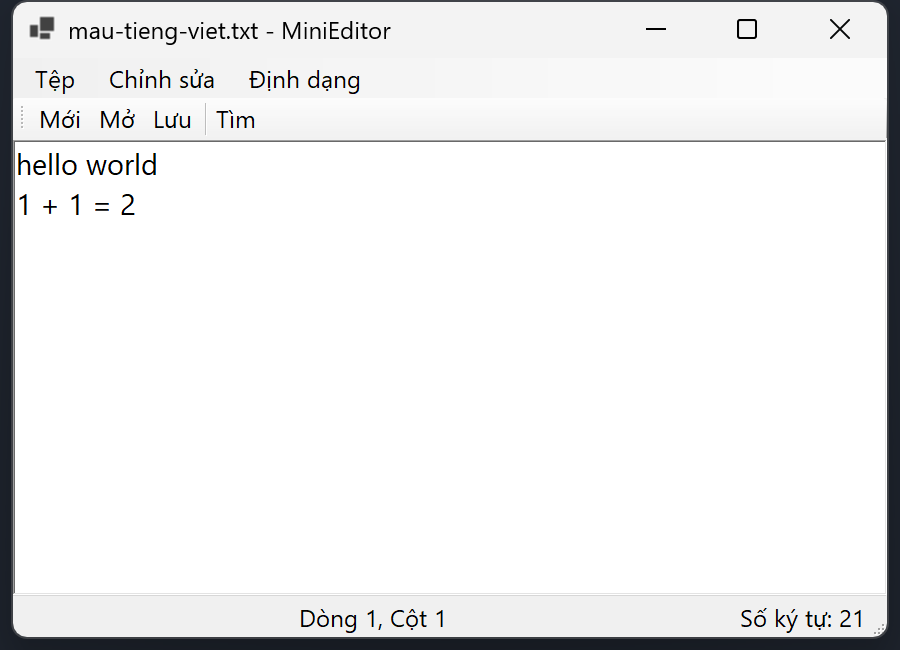 mau-tieng-viet.txt - MiniEditor
Tệp Chỉnh sửa Định dạng
Mới Mở Lưu Tìm
hello world
1 + 1 = 2
Dòng 1, Cột 1 Số ký tự: 21